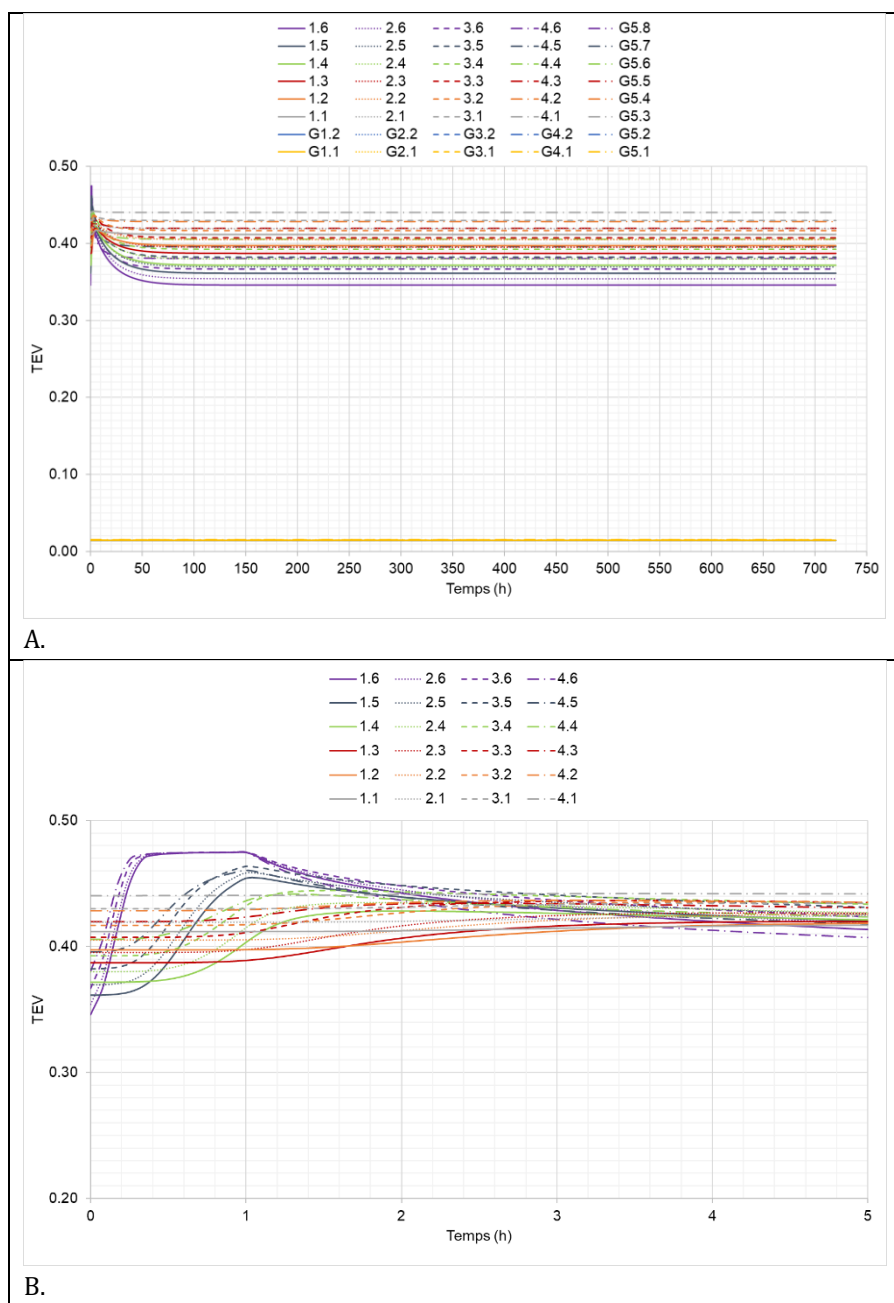 1.6 2.6 3.6 4.6 G5.8
1.5 2.5 3.5 4.5 G5.7
1.4 2.4 3.4 4.4 G5.6
1.3 2.3 3.3 4.3 G5.5
1.2 2.2 3.2 4.2 G5.4
1.1 2.1 3.1 4.1 G5.3
G1.2 G2.2 G3.2 G4.2 G5.2
G1.1 G2.1 G3.1 G4.1 G5.1
0.50
0.40
0.30
TEV
0.20
0.10
0.00
0 50 100 150 200 250 300 350 400 450 500 550 600 650 700 750
Temps (h)
A.
1.6 2.6 3.6 4.6
1.5 2.5 3.5 4.5
1.4 2.4 3.4 4.4
1.3 2.3 3.3 4.3
1.2 2.2 3.2 4.2
1.1 2.1 3.1 4.1
0.50
0.40
TEV
0.30
0.20
0 1 2 3 4 5
Temps (h)
B.